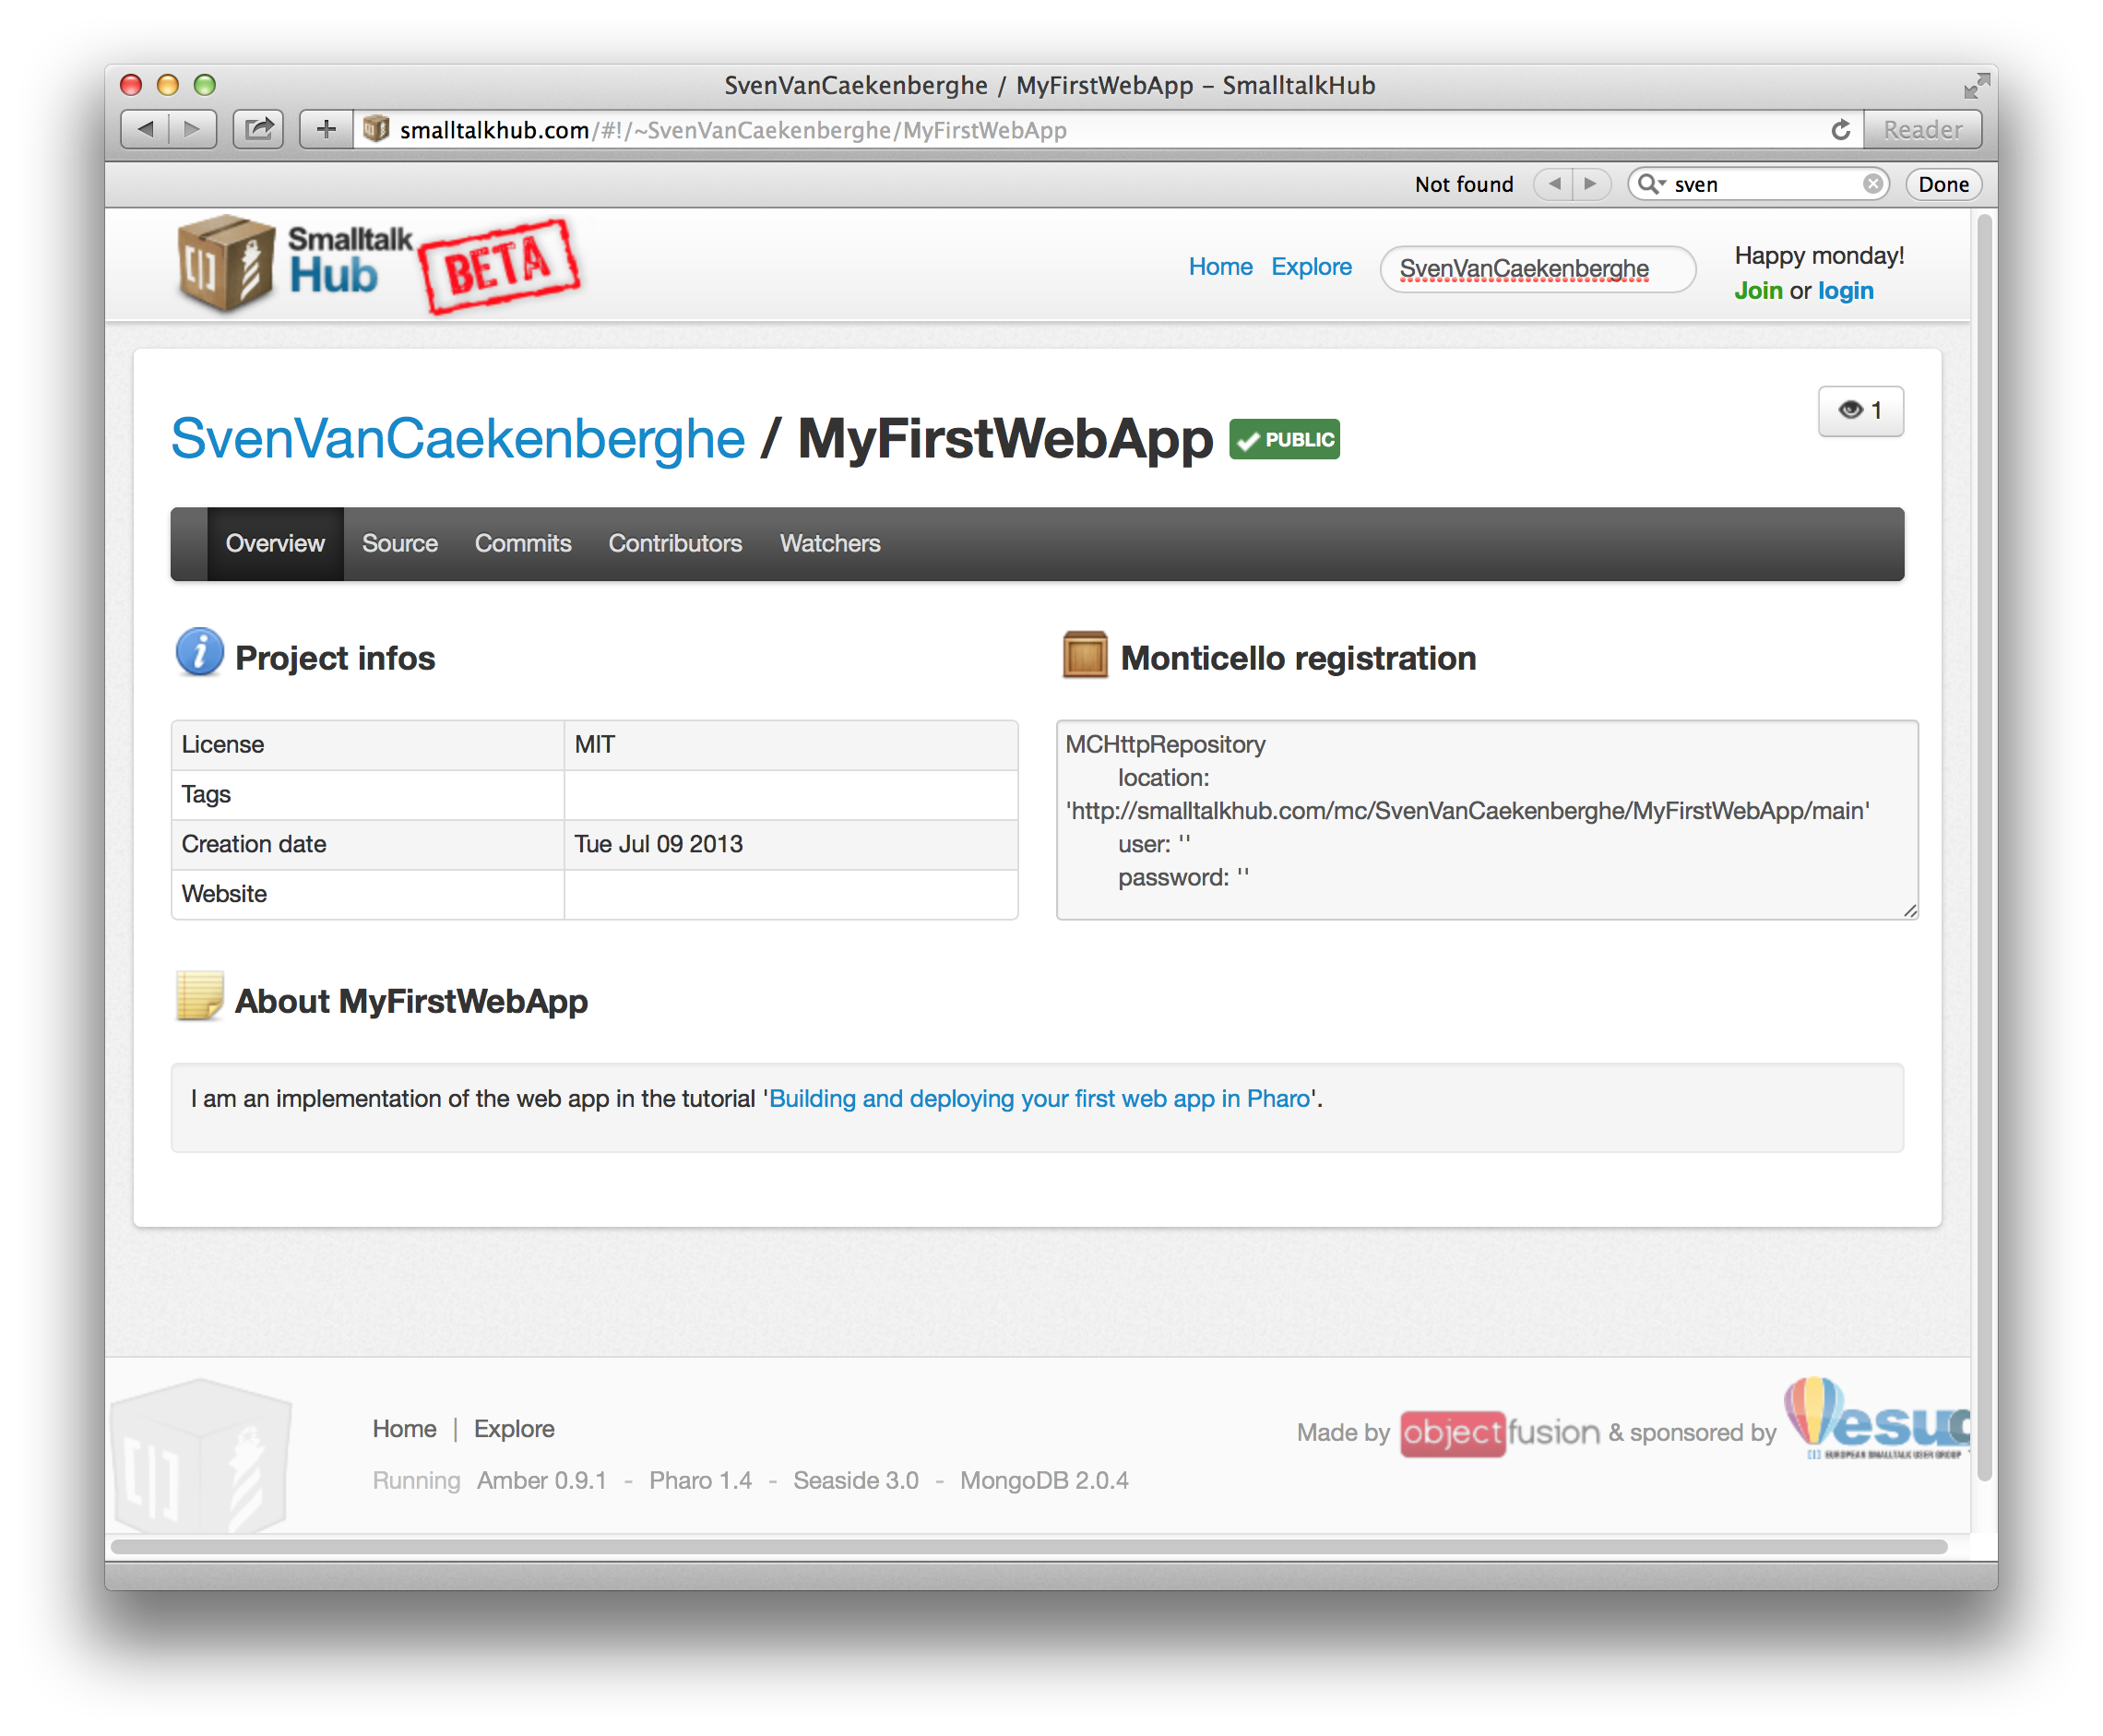 SvenVanCaekenberghe / MyFirstWebApp – SmalltalkHub
smalltalkhub.com/#!/~SvenVanCaekenberghe/MyFirstWebApp
Reader
Not found
sven
Done
Smalltalk
Hub
BETA
Home Explore
SvenVanCaekenberghe
Happy monday!
Join or login
SvenVanCaekenberghe / MyFirstWebApp PUBLIC
1
Overview Source Commits Contributors Watchers
Project infos
License MIT
Tags
Creation date Tue Jul 09 2013
Website
Monticello registration
MCHttpRepository
location:
'http://smalltalkhub.com/mc/SvenVanCaekenberghe/MyFirstWebApp/main'
user: ''
password: ''
About MyFirstWebApp
I am an implementation of the web app in the tutorial 'Building and deploying your first web app in Pharo'.
Home | Explore
Running Amber 0.9.1 - Pharo 1.4 - Seaside 3.0 - MongoDB 2.0.4
Made by objectfusion & sponsored by
EUROPEAN SMALLTALK USER GROUP